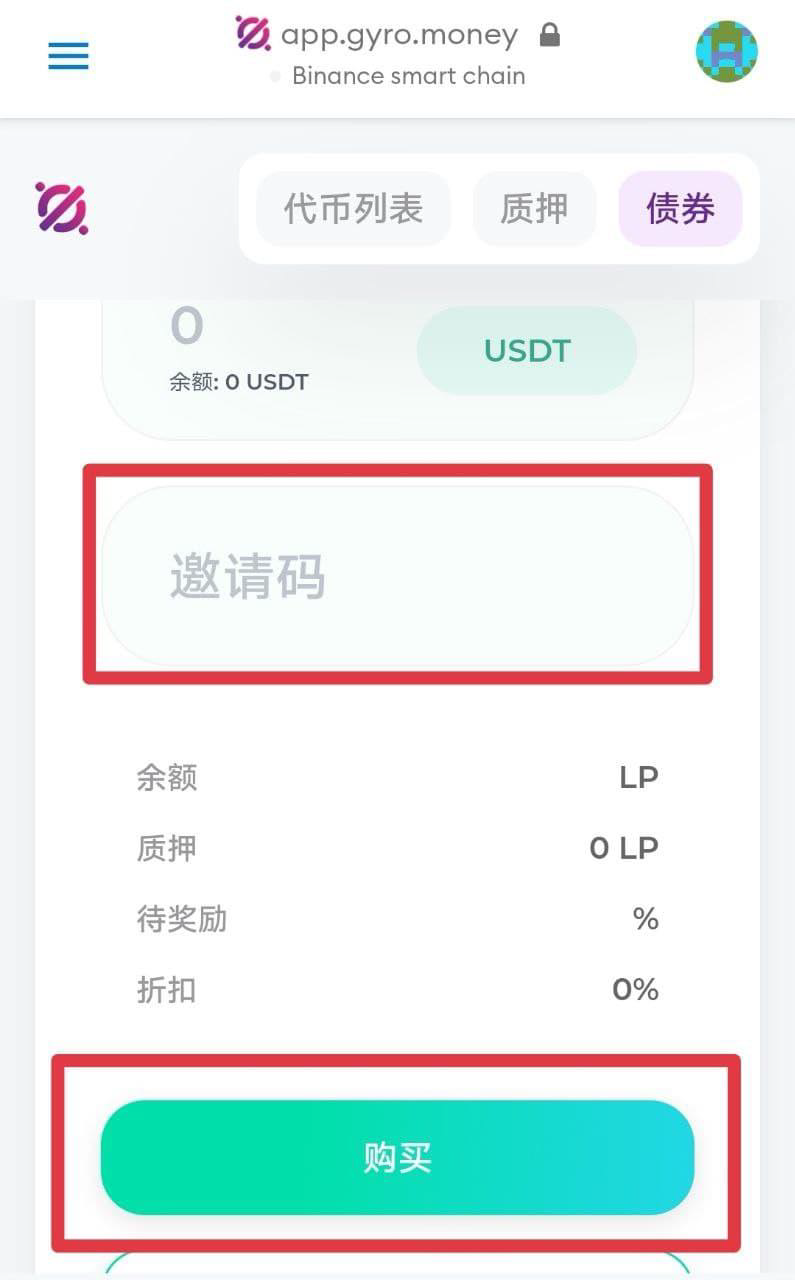 app.gyro.money
Binance smart chain
代币列表 质押 债券
0
USDT
余额: 0 USDT
邀请码
余额 LP
质押 0 LP
待奖励 %
折扣 0%
购买